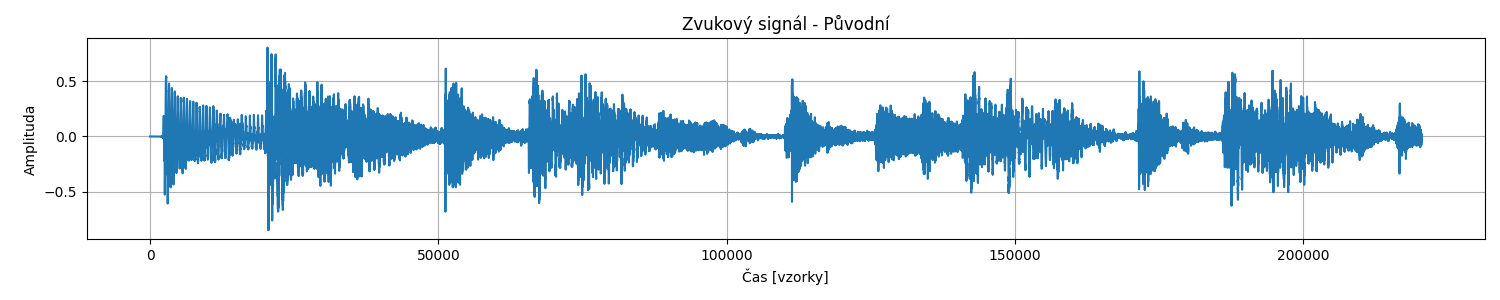 Zvukový signál - Původní
Amplituda
0.5
0.0
−0.5
0 50000 100000 150000 200000
Čas [vzorky]